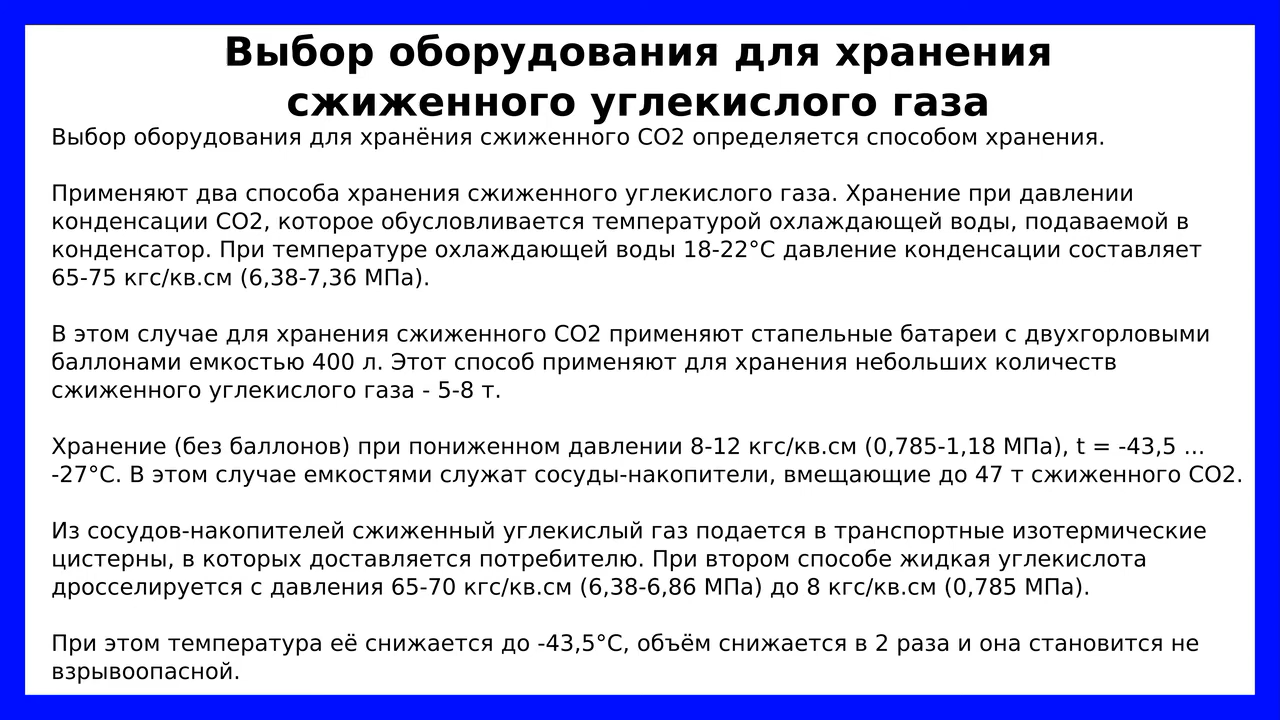 Выбор оборудования для хранения
сжиженного углекислого газа
Выбор оборудования для хранёния сжиженного СО2 определяется способом хранения.
Применяют два способа хранения сжиженного углекислого газа. Хранение при давлении
конденсации СО2, которое обусловливается температурой охлаждающей воды, подаваемой в
конденсатор. При температуре охлаждающей воды 18-22°С давление конденсации составляет
65-75 кгс/кв.см (6,38-7,36 МПа).
В этом случае для хранения сжиженного СО2 применяют стапельные батареи с двухгорловыми
баллонами емкостью 400 л. Этот способ применяют для хранения небольших количеств
сжиженного углекислого газа - 5-8 т.
Хранение (без баллонов) при пониженном давлении 8-12 кгс/кв.см (0,785-1,18 МПа), t = -43,5 ...
-27°С. В этом случае емкостями служат сосуды-накопители, вмещающие до 47 т сжиженного СО2.
Из сосудов-накопителей сжиженный углекислый газ подается в транспортные изотермические
цистерны, в которых доставляется потребителю. При втором способе жидкая углекислота
дросселируется с давления 65-70 кгс/кв.см (6,38-6,86 МПа) до 8 кгс/кв.см (0,785 МПа).
При этом температура её снижается до -43,5°С, объём снижается в 2 раза и она становится не
взрывоопасной.